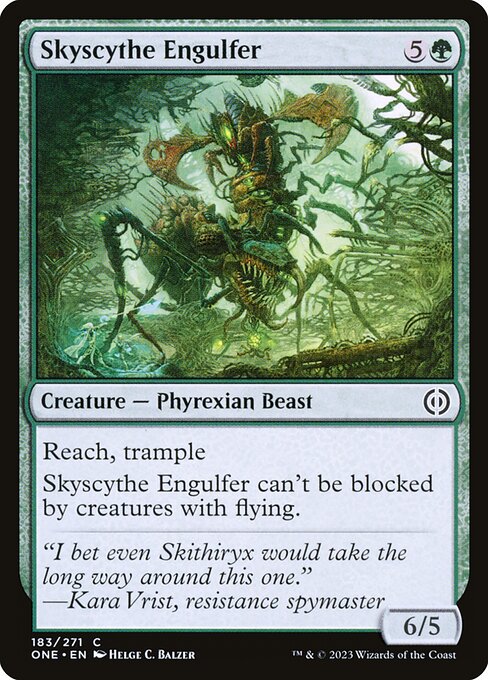 Skyscythe Engulfer 5
Creature — Phyrexian Beast
Reach, trample
Skyscythe Engulfer can't be blocked
by creatures with flying.
"I bet even Skithiryx would take the
long way around this one."
—Kara Vrist, resistance spymaster
6/5
183/271 C
ONE • EN Helge C. Balzer
™ & © 2023 Wizards of the Coast